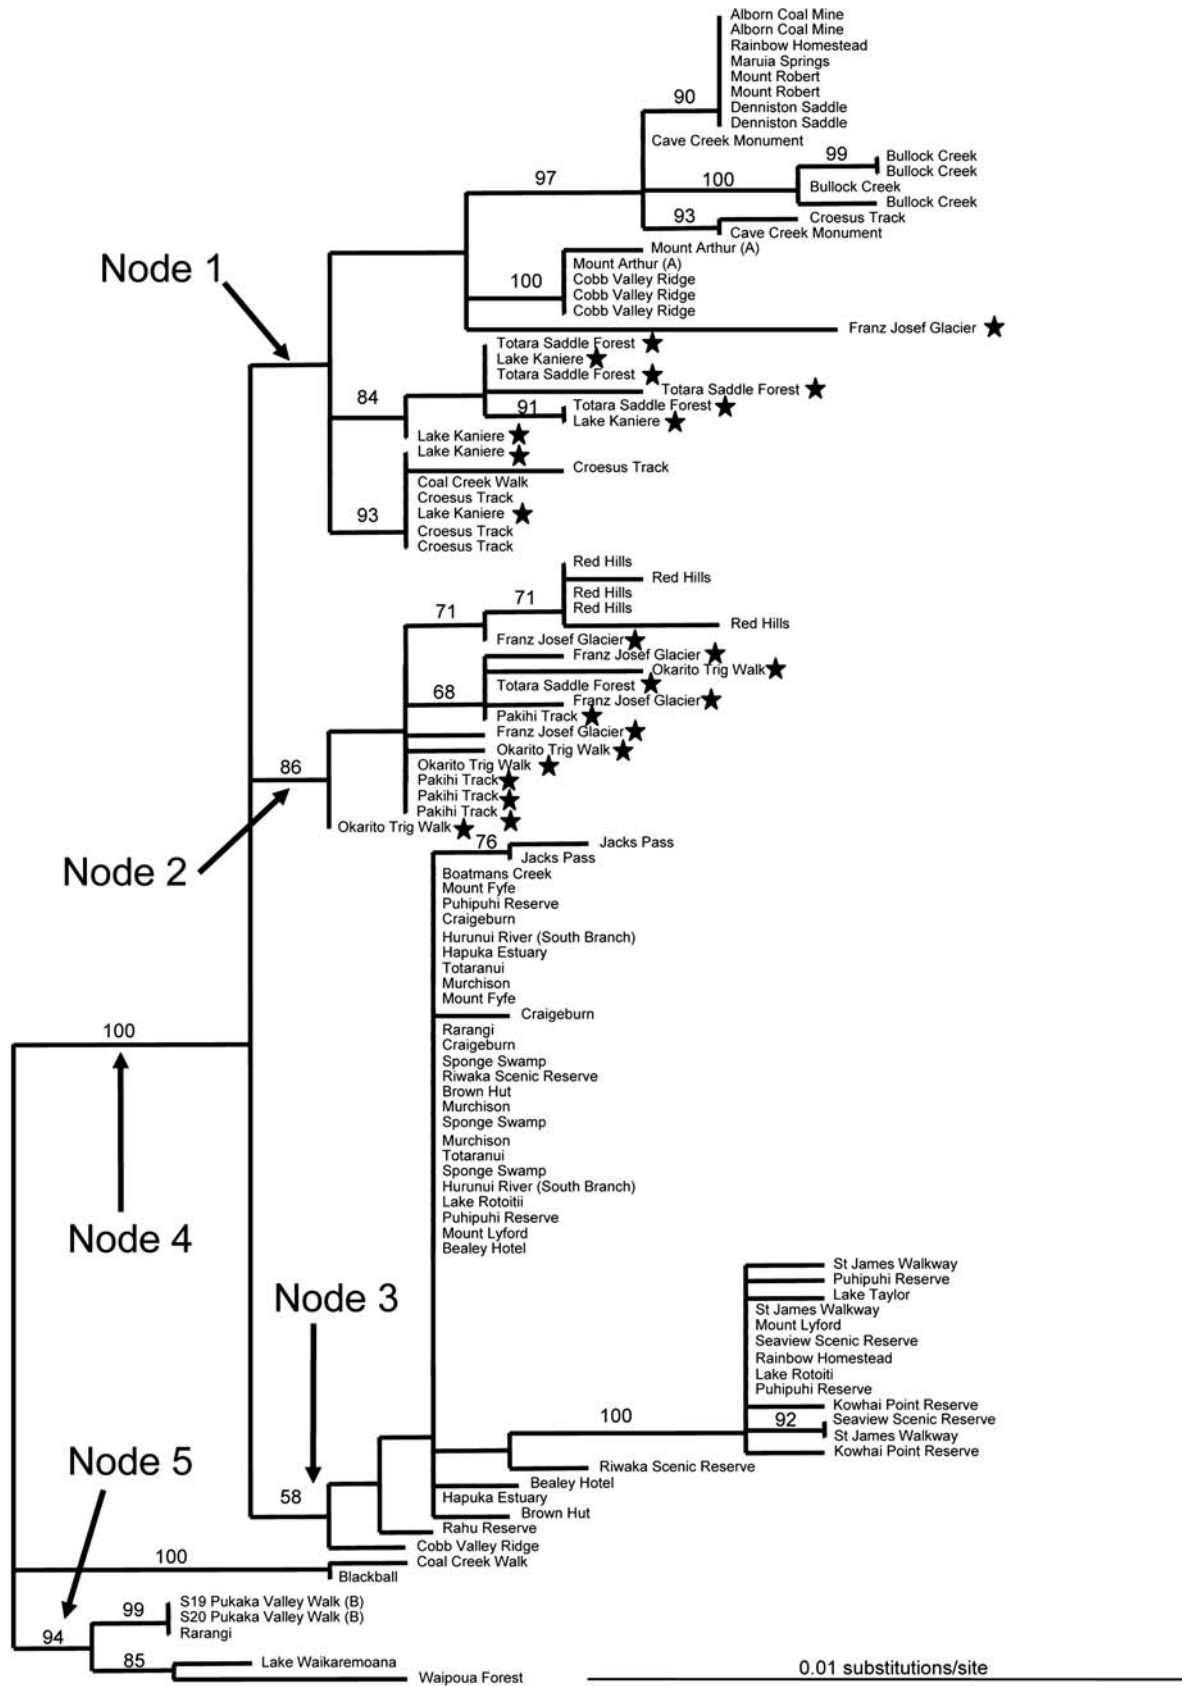 Alborn Coal Mine
Alborn Coal Mine
Rainbow Homestead
Maruia Springs
Mount Robert
Mount Robert
Denniston Saddle
Denniston Saddle
90
Cave Creek Monument
99
Bullock Creek
Bullock Creek
97
100
Bullock Creek
Bullock Creek
93
Croesus Track
Cave Creek Monument
Mount Arthur (A)
Mount Arthur (A)
Node 1
100
Cobb Valley Ridge
Cobb Valley Ridge
Cobb Valley Ridge
Franz Josef Glacier
Totara Saddle Forest
Lake Kaniere
Totara Saddle Forest
Totara Saddle Forest
84
91
Totara Saddle Forest
Lake Kaniere
Lake Kaniere
Lake Kaniere
Croesus Track
Coal Creek Walk
Croesus Track
93
Lake Kaniere
Croesus Track
Croesus Track
Red Hills
Red Hills
71
71
Red Hills
Red Hills
Red Hills
Franz Josef Glacier
Franz Josef Glacier
Okarito Trig Walk
68
Totara Saddle Forest
Franz Josef Glacier
Pakihi Track
Franz Josef Glacier
Okarito Trig Walk
86
Okarito Trig Walk
Pakihi Track
Pakihi Track
Pakihi Track
Okarito Trig Walk
Node 2
76
Jacks Pass
Jacks Pass
Boatmans Creek
Mount Fyfe
Puhipuhi Reserve
Craigeburn
Hurunui River (South Branch)
Hapuka Estuary
Totaranui
Murchison
Mount Fyfe
Craigeburn
100
Rarangi
Craigeburn
Sponge Swamp
Riwaka Scenic Reserve
Brown Hut
Murchison
Sponge Swamp
Murchison
Totaranui
Sponge Swamp
Hurunui River (South Branch)
Lake Rotoitii
Puhipuhi Reserve
Mount Lyford
Bealey Hotel
Node 4
St James Walkway
Puhipuhi Reserve
Lake Taylor
Node 3
St James Walkway
Mount Lyford
Seaview Scenic Reserve
Rainbow Homestead
Lake Rotoiti
Puhipuhi Reserve
Kowhai Point Reserve
100
92
Seaview Scenic Reserve
St James Walkway
Kowhai Point Reserve
Node 5
Riwaka Scenic Reserve
Bealey Hotel
58
Hapuka Estuary
Brown Hut
Rahu Reserve
Cobb Valley Ridge
100
Coal Creek Walk
Blackball
99
S19 Pukaka Valley Walk (B)
S20 Pukaka Valley Walk (B)
Rarangi
94
85
Lake Waikaremoana
Waipoua Forest
0.01 substitutions/site